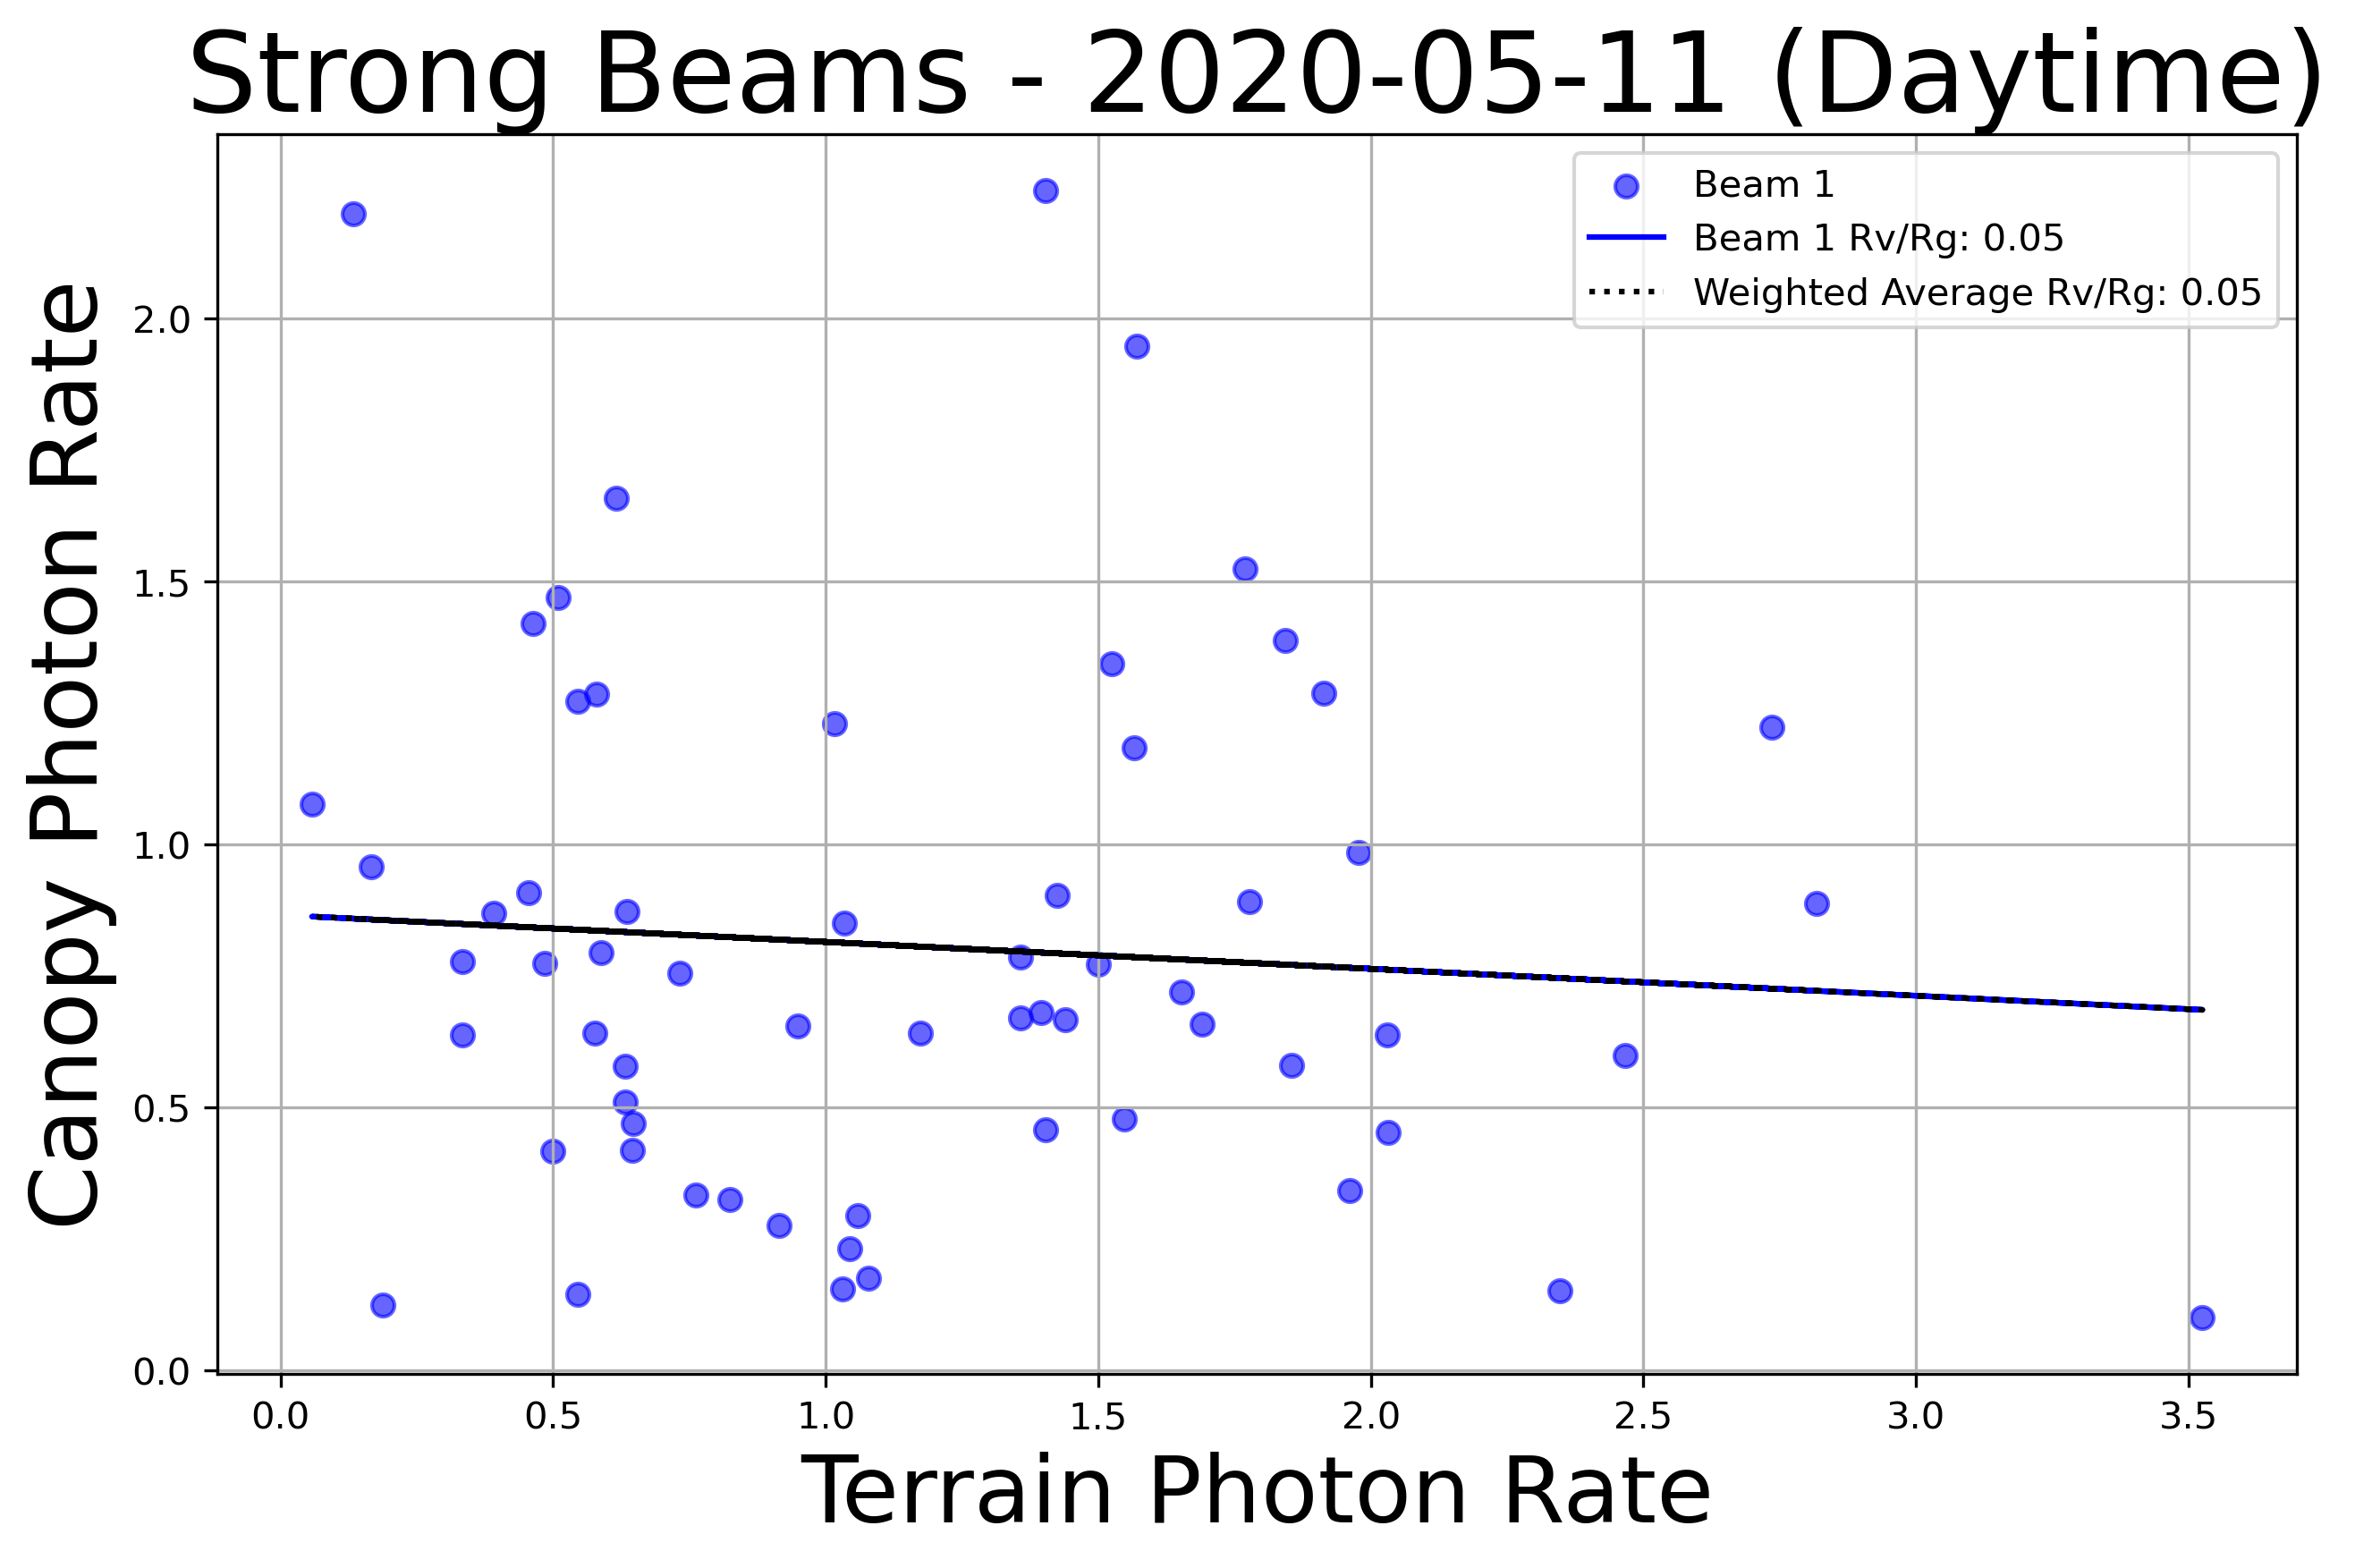 Strong Beams - 2020-05-11 (Daytime)
Beam 1
Beam 1 Rv/Rg: 0.05
Weighted Average Rv/Rg: 0.05
Canopy Photon Rate
2.0
1.5
1.0
0.5
0.0
0.0 0.5 1.0 1.5 2.0 2.5 3.0 3.5
Terrain Photon Rate